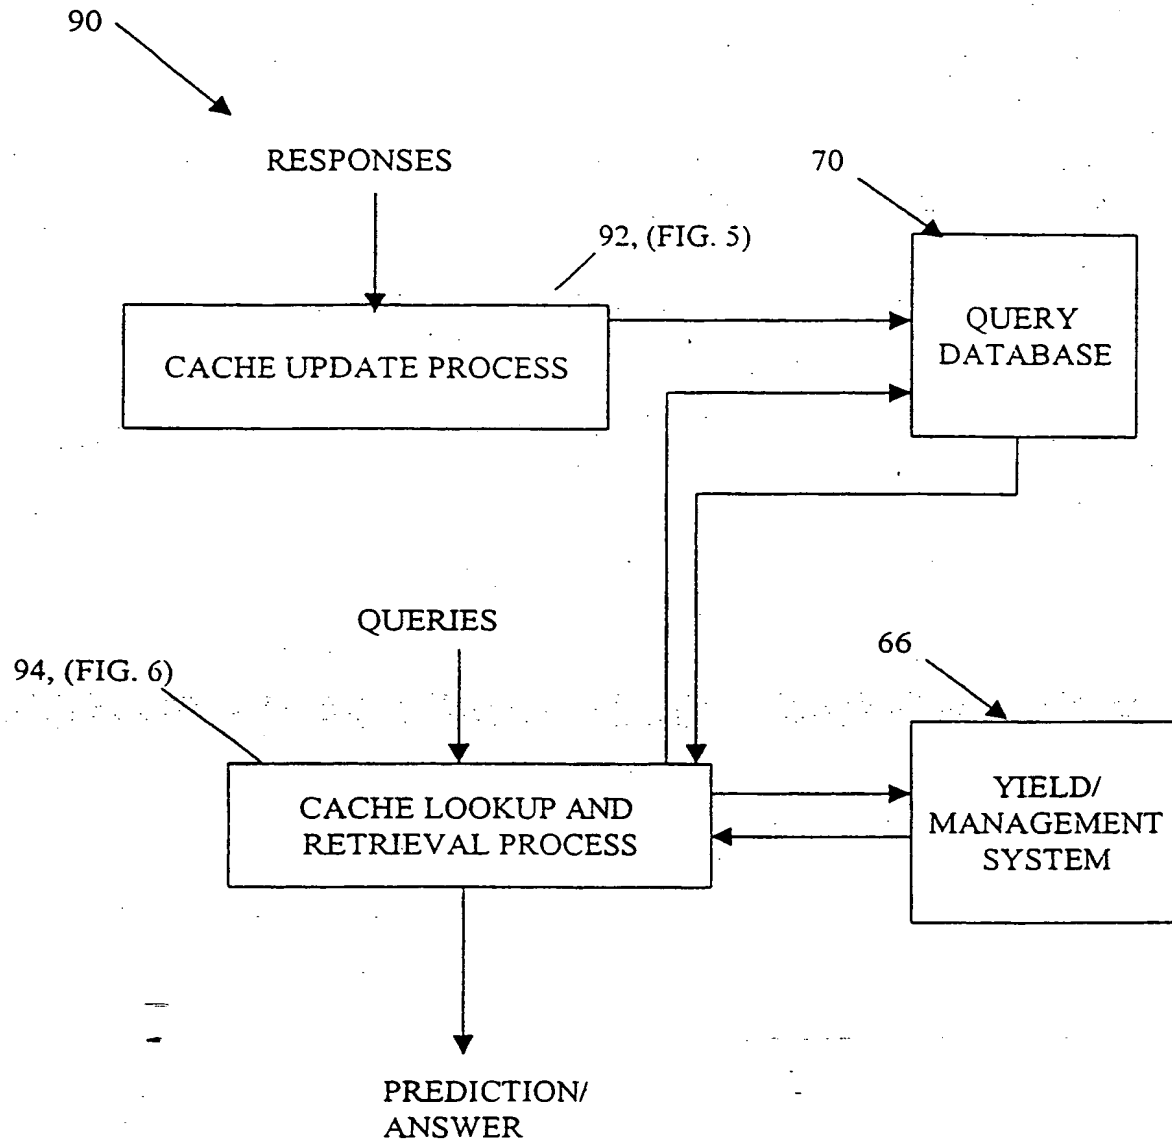 90
RESPONSES
70
92, (FIG. 5)
QUERY
DATABASE
CACHE UPDATE PROCESS
QUERIES
66
94, (FIG. 6)
CACHE LOOKUP AND
RETRIEVAL PROCESS
YIELD/
MANAGEMENT
SYSTEM
PREDICTION/
ANSWER